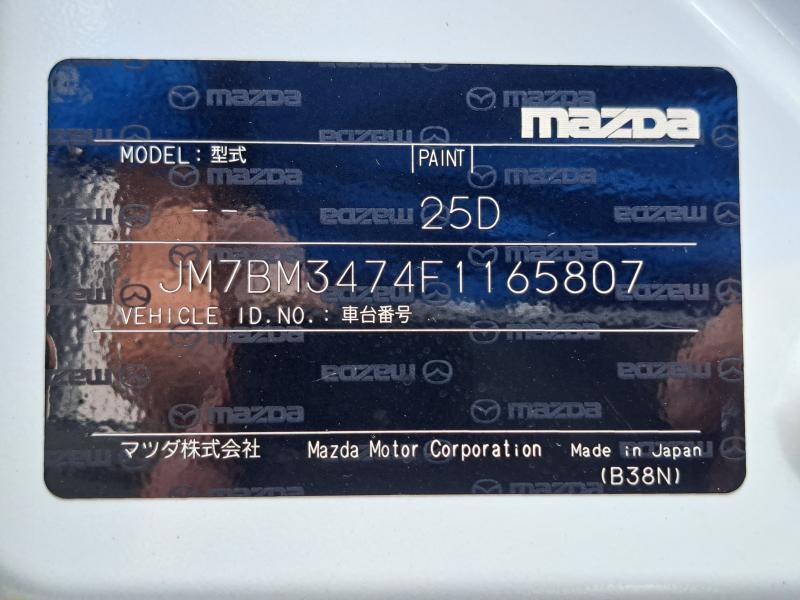 mazda
MODEL: 型式 PAINT
-- 25D
JM7BM3474F1165807
VEHICLE ID.NO.: 車台番号
マツダ株式会社 Mazda Motor Corporation Made in Japan
(B38N)